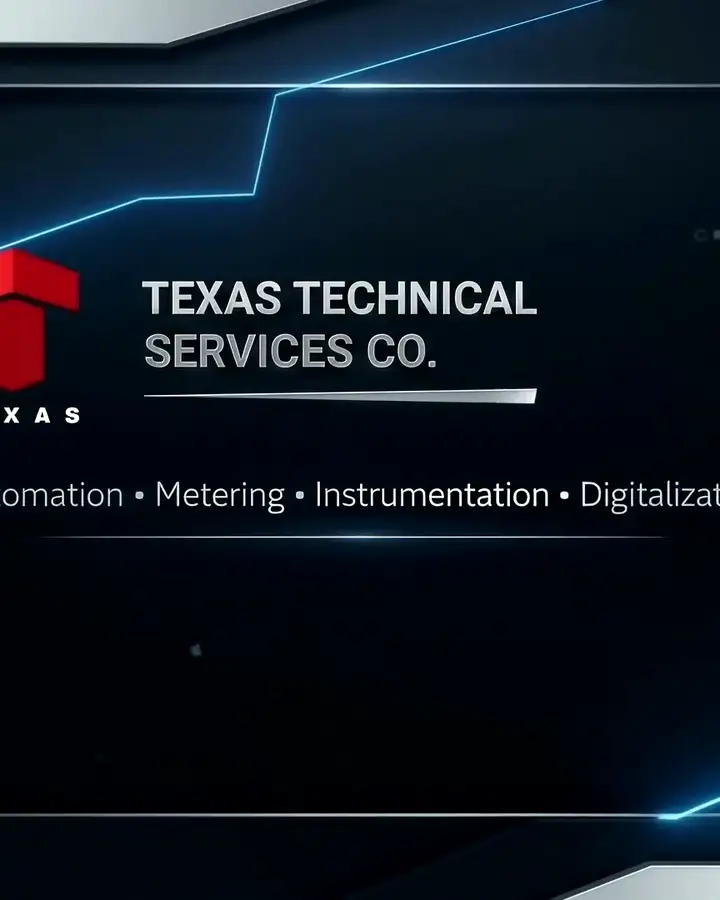 TEXAS TECHNICAL
SERVICES CO.
XAS
omation • Metering • Instrumentation • Digitalizat